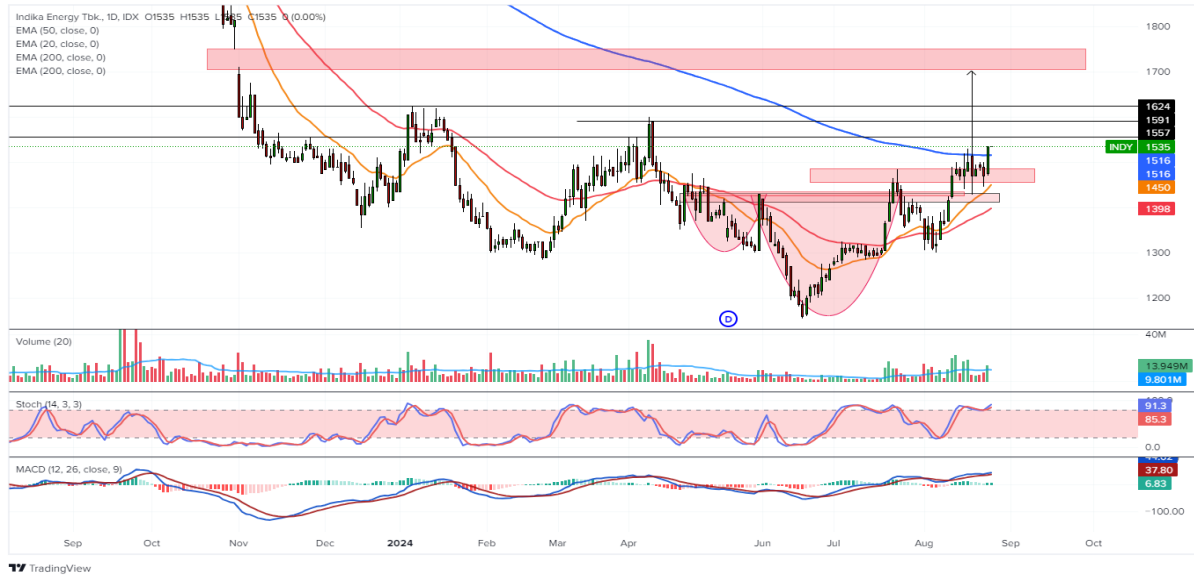 Indika Energy Tbk., 1D, IDX O1535 H1535 L1535 C1535 0 (0.00%)
EMA (50, close, 0)
EMA (20, close, 0)
EMA (200, close, 0)
EMA (200, close, 0)
1800
1700
1624
1591
1557
INDY 1535
1516
1516
1450
1398
1300
1200
D
Volume (20)
40M
13.949M
9.801M
Stoch (14, 3, 3)
91.3
85.3
0.0
MACD (12, 26, close, 9)
37.80
6.83
−100.00
Sep Oct Nov Dec 2024 Feb Mar Apr Jun Jul Aug Sep Oct
TradingView